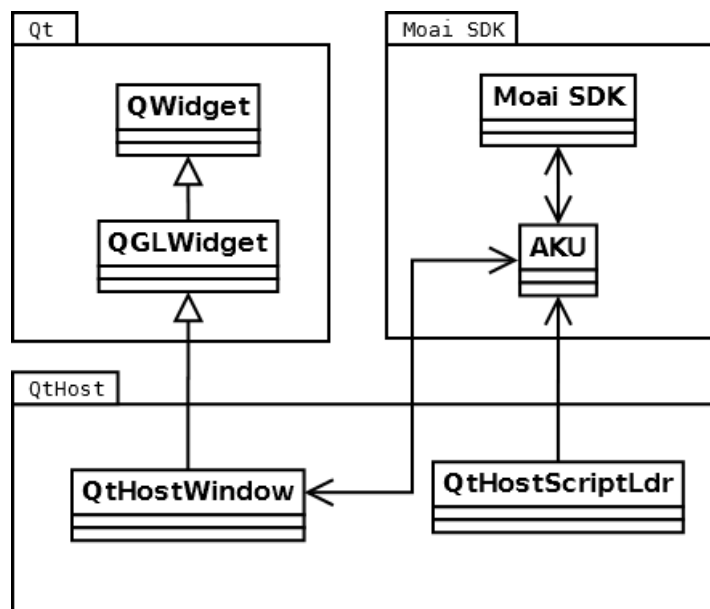 Qt
Moai SDK
QWidget
Moai SDK
QGLWidget
AKU
QtHost
QtHostWindow
QtHostScriptLdr